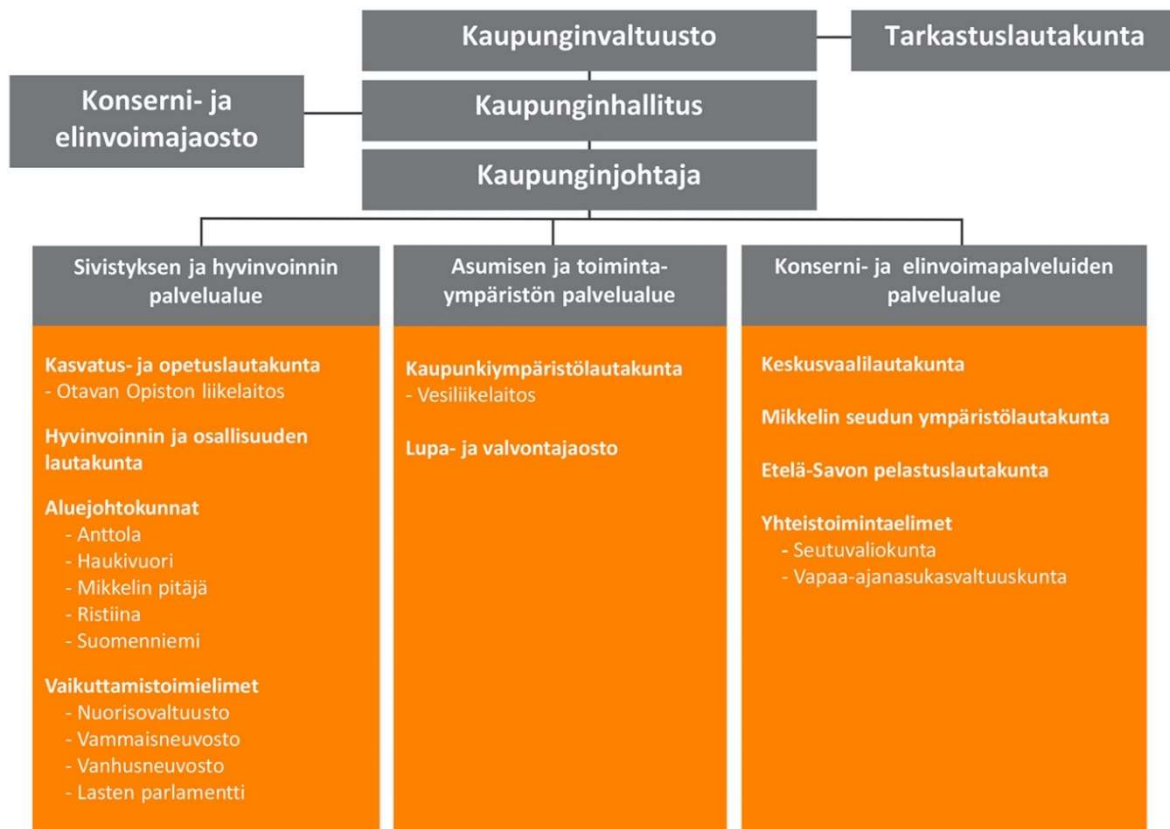 Kaupunginvaltuusto
Tarkastuslautakunta
Konserni- ja
elinvoimajaosto
Kaupunginhallitus
Kaupunginjohtaja
Sivistyksen ja hyvinvoinnin
palvelualue
Kasvatus- ja opetuslautakunta
- Otavan Opiston liikelaitos
Hyvinvoinnin ja osallisuuden
lautakunta
Aluejohtokunnat
- Anttola
- Haukivuori
- Mikkelin pitäjä
- Ristiina
- Suomenniemi
Vaikuttamistoimielimet
- Nuorisovaltuusto
- Vammaisneuvosto
- Vanhusneuvosto
- Lasten parlamentti
Asumisen ja toiminta-
ympäristön palvelualue
Kaupunkiympäristölautakunta
- Vesiliikelaitos
Lupa- ja valvontajaosto
Konserni- ja elinvoimapalveluiden
palvelualue
Keskusvaalilautakunta
Mikkelin seudun ympäristölautakunta
Etelä-Savon pelastuslautakunta
Yhteistoimintaelimet
- Seutuvaliokunta
- Vapaa-ajanasukasvaltuuskunta